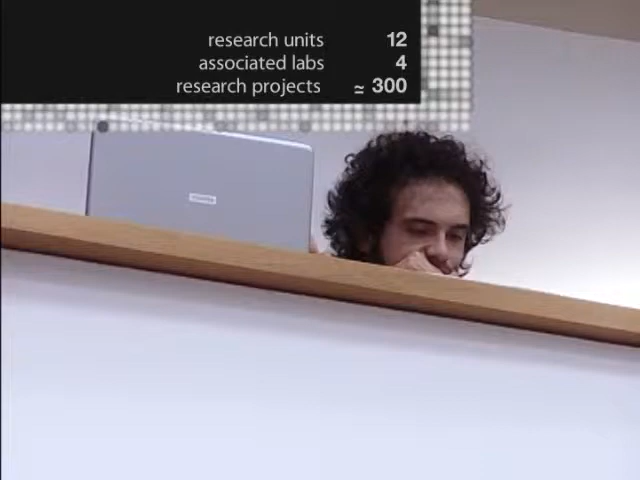 research units 12
associated labs 4
research projects ≃ 300